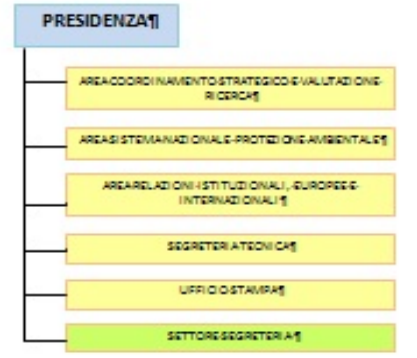 PRESIDENZA¶
AREA COORDINAMENTO STRATEGICO E VALUTAZIONE
RICERCA¶
AREA SISTEMA NAZIONALE PROTEZIONE AMBIENTALE¶
AREA RELAZIONI ISTITUZIONALI, EUROPEE E
INTERNAZIONALI¶
SEGRETERIA TECNICA¶
UFFICIO STAMPA¶
SETTORE SEGRETERIA¶